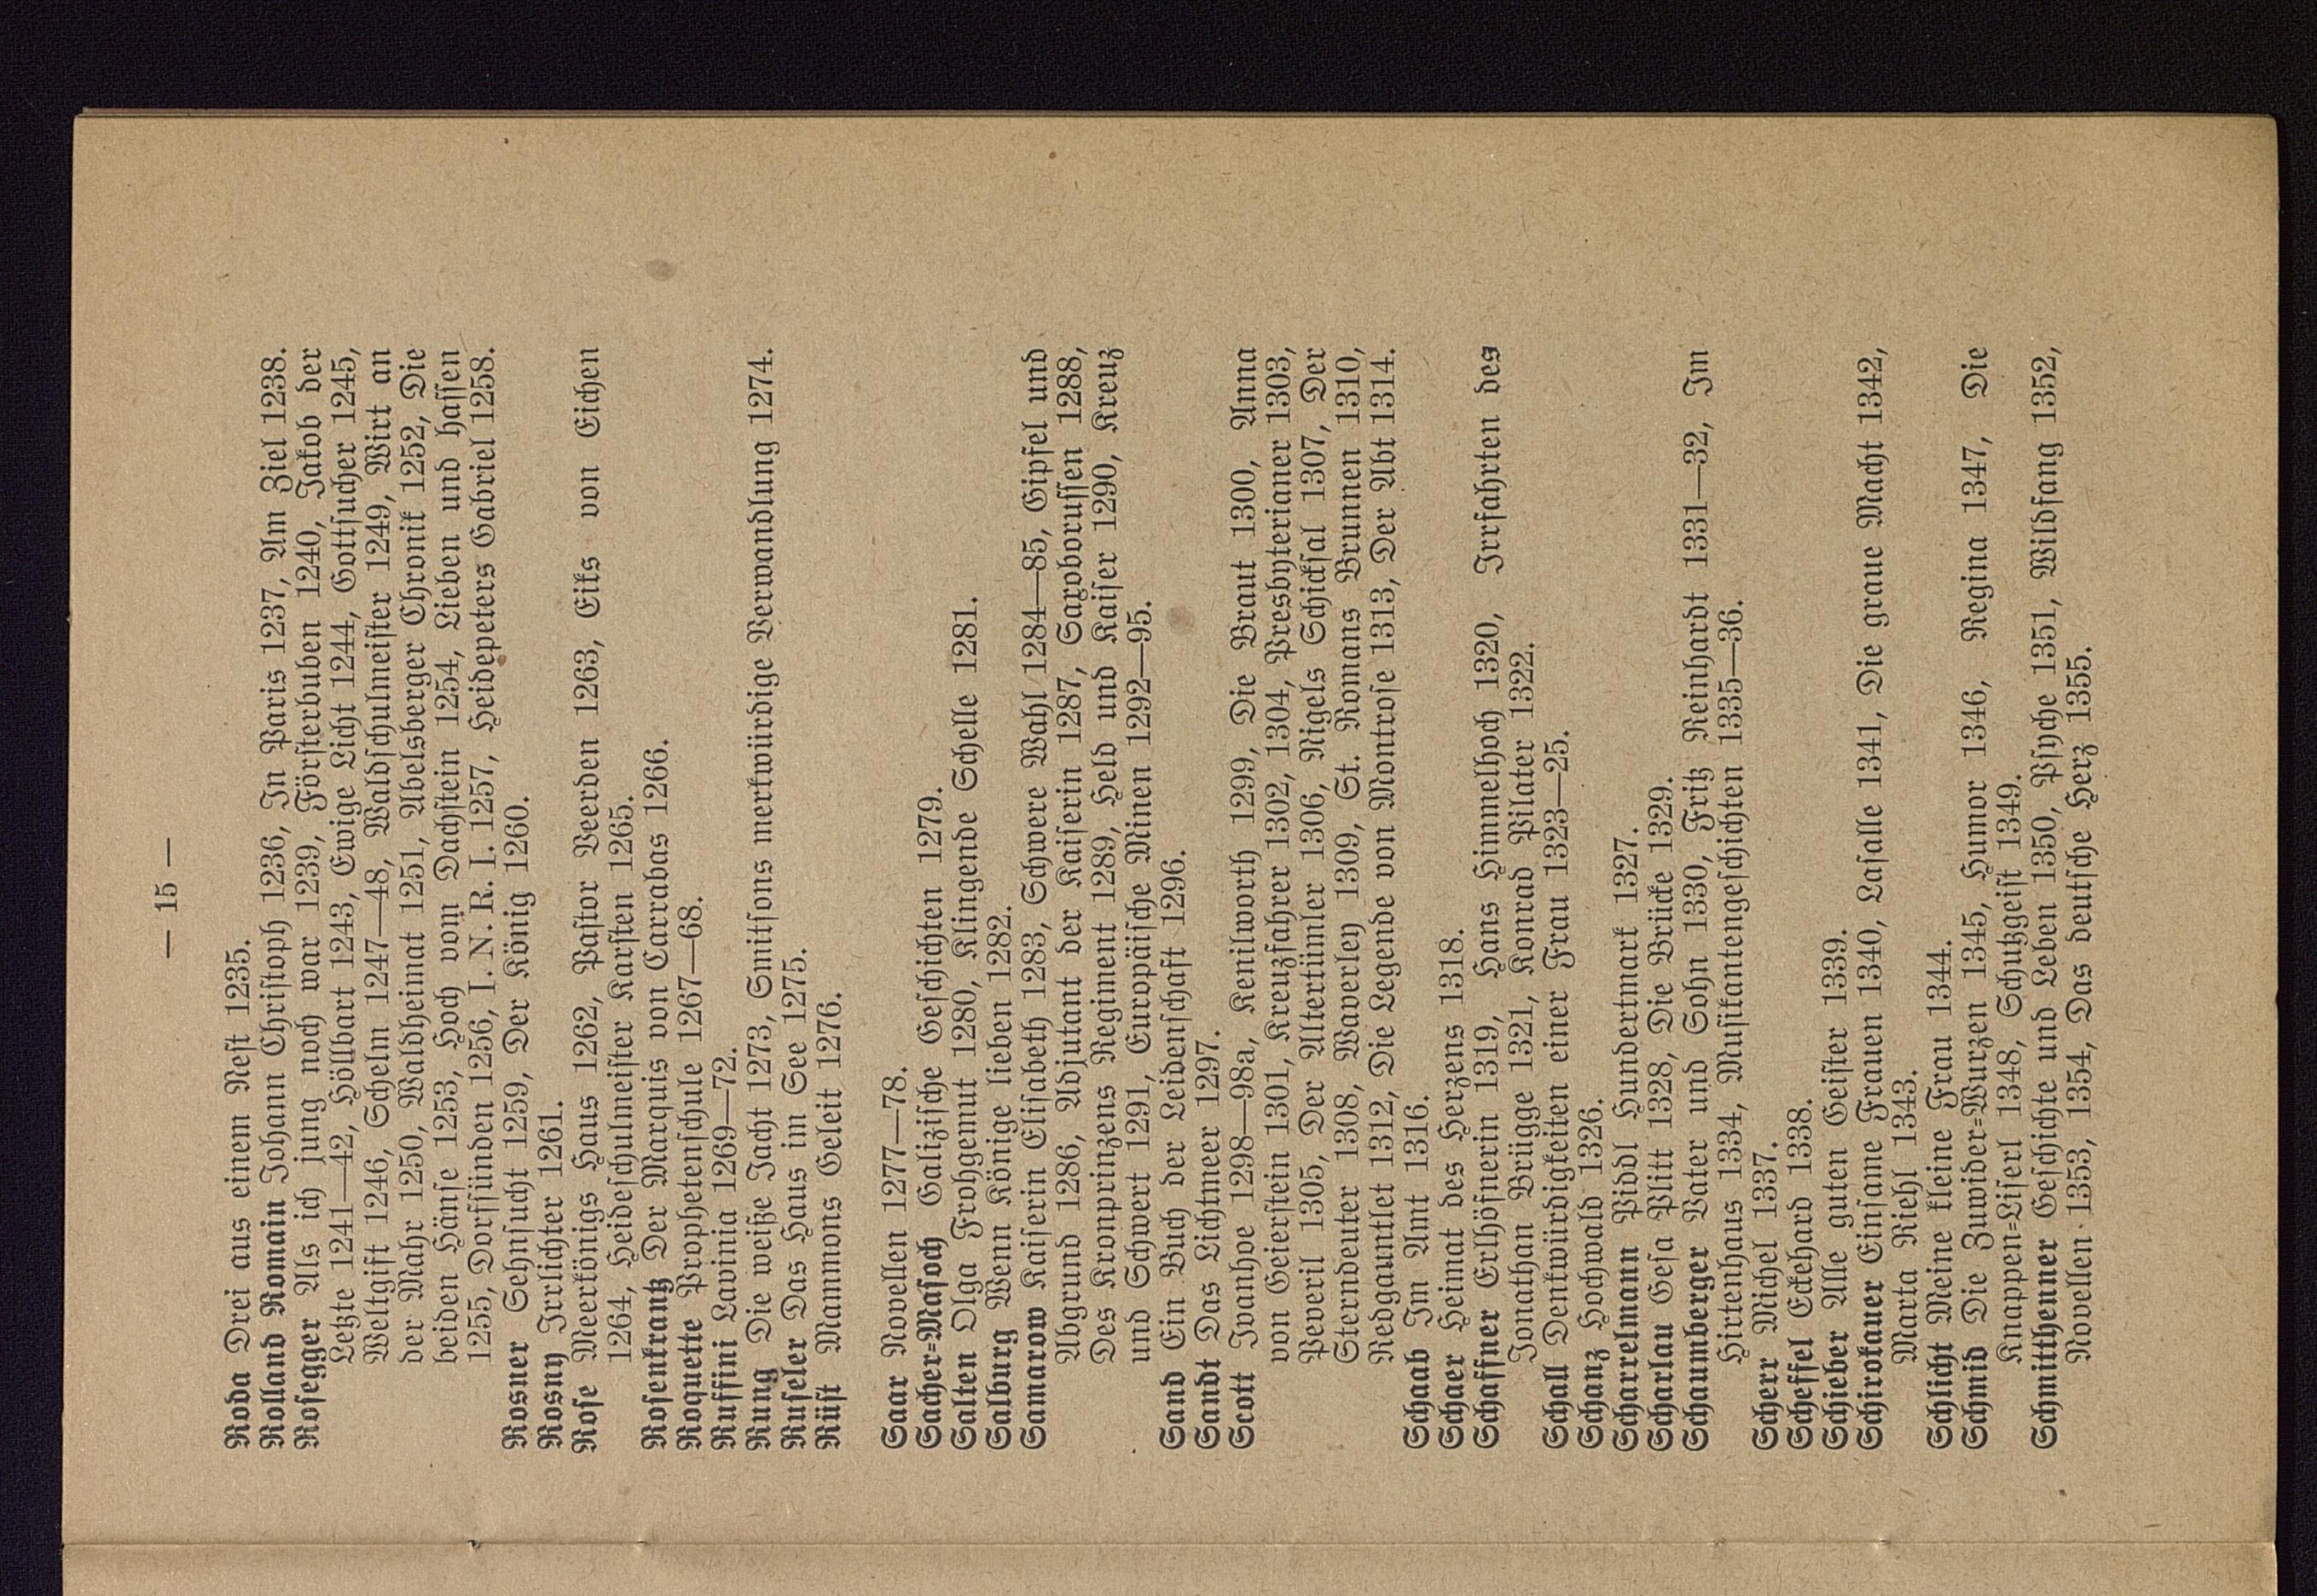 — 15 —
Roda Drei aus einem Nest 1235.
Rolland Romain Johann Christoph 1236, In Paris 1237, Am Ziel 1238.
Rosegger Als ich jung noch war 1239, Försterbuben 1240, Jakob der
Letzte 1241—42, Höllbart 1243, Ewige Licht 1244, Gottsucher 1245,
Weltgift 1246, Schelm 1247—48, Waldschulmeister 1249, Wirt an
der Mahr 1250, Waldheimat 1251, Abelsberger Chronik 1252, Die
beiden Hänse 1253, Hoch vom Dachstein 1254, Lieben und hassen
1255, Dorfsünden 1256, I. N. R. I. 1257, Heidepeters Gabriel 1258.
Rosner Sehnsucht 1259, Der König 1260.
Rosny Irrlichter 1261.
Rose Meerkönigs Haus 1262, Pastor Veerden 1263, Eiks von Eichen
1264, Heideschulmeister Karsten 1265.
Rosenkrantz Der Marquis von Carrabas 1266.
Roquette Prophetenschule 1267—68.
Ruffini Lavinia 1269—72.
Rung Die weiße Jacht 1273, Smitsons merkwürdige Verwandlung 1274.
Ruseler Das Haus im See 1275.
Rüst Mammons Geleit 1276.
Saar Novellen 1277—78.
Sacher=Masoch Galizische Geschichten 1279.
Salten Olga Frohgemut 1280, Klingende Schelle 1281.
Salburg Wenn Könige lieben 1282.
Samarow Kaiserin Elisabeth 1283, Schwere Wahl 1284—85, Gipfel und
Abgrund 1286, Adjutant der Kaiserin 1287, Saxoborussen 1288,
Des Kronprinzens Regiment 1289, Held und Kaiser 1290, Kreuz
und Schwert 1291, Europäische Minen 1292—95.
Sand Ein Buch der Leidenschaft 1296.
Sandt Das Lichtmeer 1297.
Scott Ivanhoe 1298—98a, Kenilworth 1299, Die Braut 1300, Anna
von Geierstein 1301, Kreuzfahrer 1302, 1304, Presbyterianer 1303,
Peveril 1305, Der Altertümler 1306, Nigels Schicksal 1307, Der
Sterndeuter 1308, Waverley 1309, St. Romans Brunnen 1310,
Redgauntlet 1312, Die Legende von Montrose 1313, Der Abt 1314.
Schaab Im Amt 1316.
Schaer Heimat des Herzens 1318.
Schaffner Erlhöfnerin 1319, Hans Himmelhoch 1320, Irrfahrten des
Jonathan Brügge 1321, Konrad Pilater 1322.
Schall Denkwürdigkeiten einer Frau 1323—25.
Schanz Hochwald 1326.
Scharrelmann Piddl Hundertmark 1327.
Scharlau Gesa Plitt 1328, Die Brücke 1329.
Schaumberger Vater und Sohn 1330, Fritz Reinhardt 1331—32, Im
Hirtenhaus 1334, Musikantengeschichten 1335—36.
Scherr Michel 1337.
Scheffel Eckehard 1338.
Schieber Alle guten Geister 1339.
Schirokauer Einsame Frauen 1340, Lasalle 1341, Die graue Macht 1342,
Marta Riehl 1343.
Schlicht Meine kleine Frau 1344.
Schmid Die Zuwider=Wurzen 1345, Humor 1346, Regina 1347, Die
Knappen=Liserl 1348, Schutzgeist 1349.
Schmitthenner Geschichte und Leben 1350, Psyche 1351, Wildfang 1352,
Novellen 1353, 1354, Das deutsche Herz 1355.